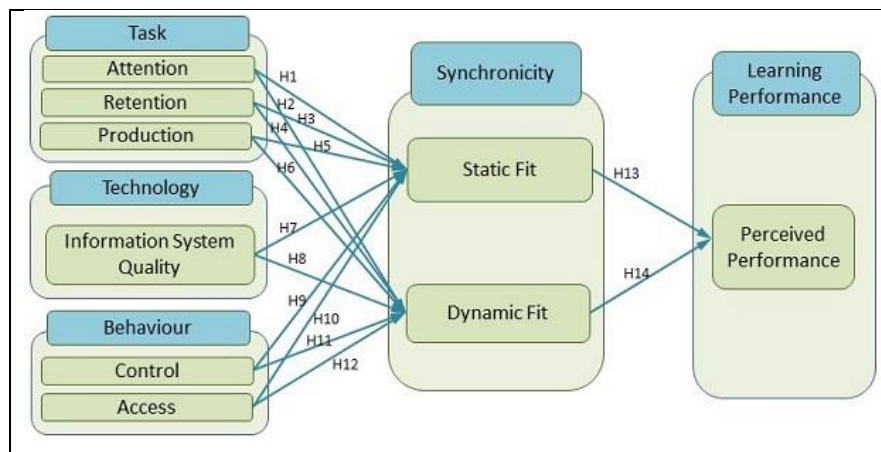 Task
Attention
Retention
Production
Technology
Information System
Quality
Behaviour
Control
Access
H1
H2
H3
H4
H5
H6
H7
H8
H9
H10
H11
H12
Synchronicity
Static Fit
Dynamic Fit
H13
H14
Learning
Performance
Perceived
Performance